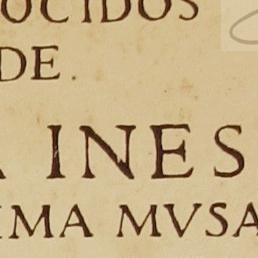 OCIDOS
DE.
INES
IMA MVSA